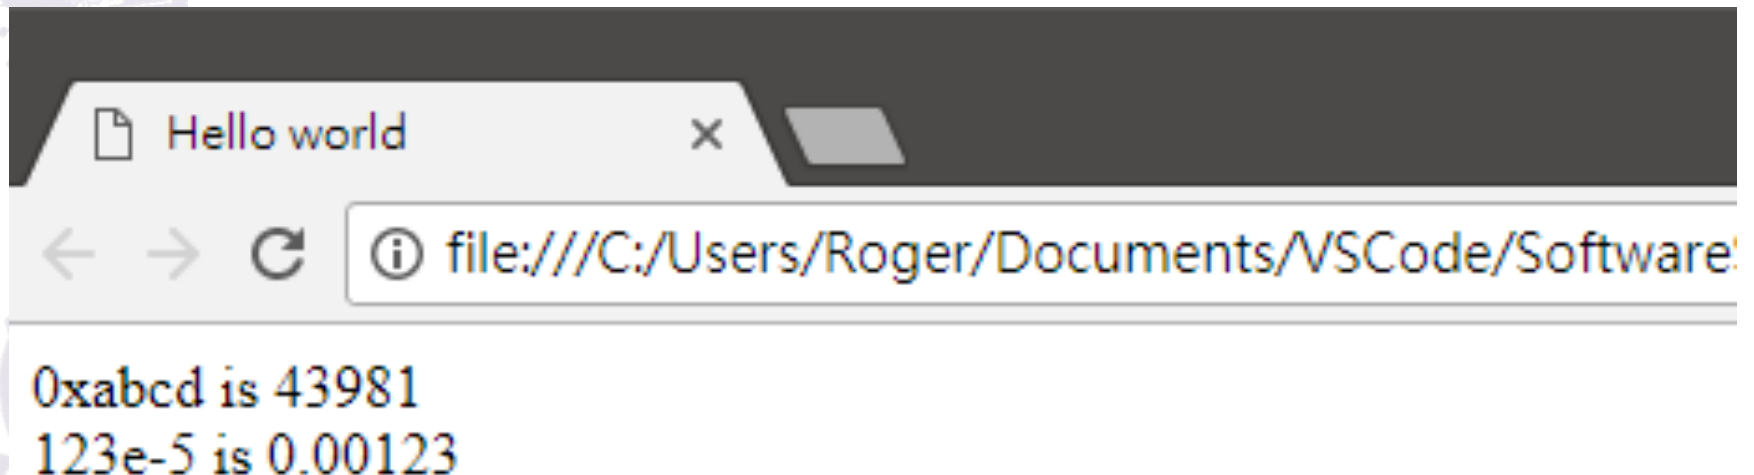 Hello world
file:///C:/Users/Roger/Documents/VSCode/Software
0xabcd is 43981
123e-5 is 0.00123